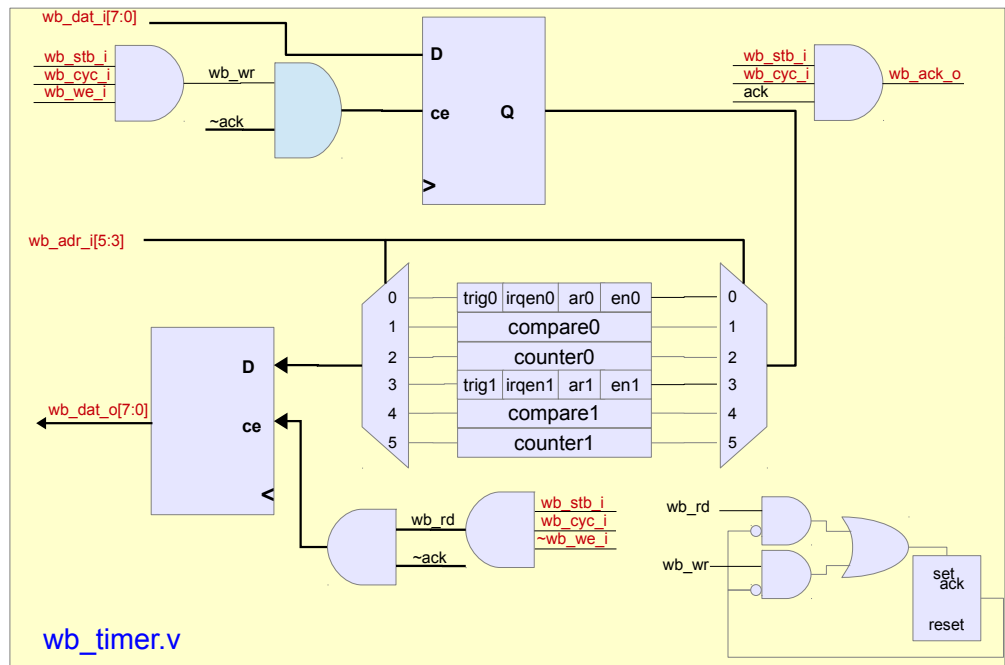 wb_dat_i[7:0]
wb_stb_i
wb_cyc_i
wb_we_i
wb_wr
~ack
D
ce
Q
>
wb_stb_i
wb_cyc_i
ack
wb_ack_o
wb_adr_i[5:3]
0
1
2
3
4
5
trig0 irqen0 ar0 en0
compare0
counter0
trig1 irqen1 ar1 en1
compare1
counter1
0
1
2
3
4
5
D
ce
>
wb_dat_o[7:0]
wb_rd
~ack
wb_stb_i
wb_cyc_i
~wb_we_i
wb_rd
wb_wr
set
ack
reset
wb_timer.v